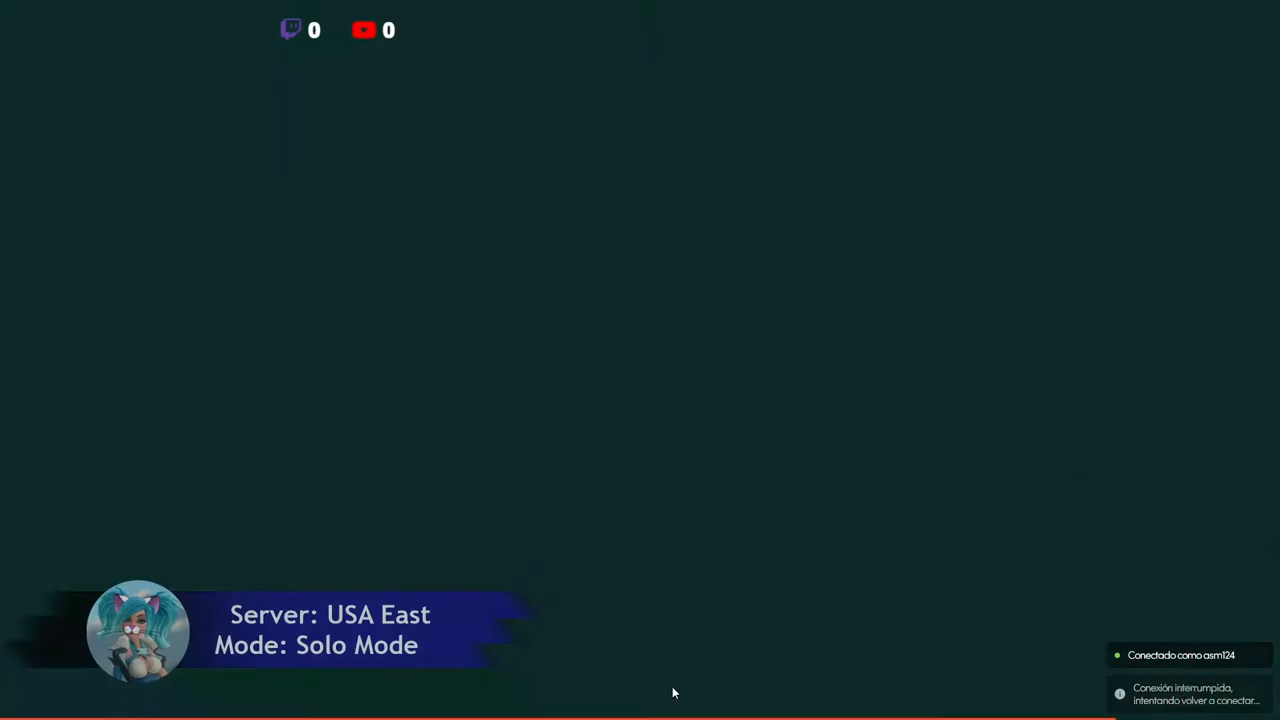 0 0
Server: USA East
Mode: Solo Mode
Conectado como asm124
Conexión interrumpida,
intentando volver a conectar...